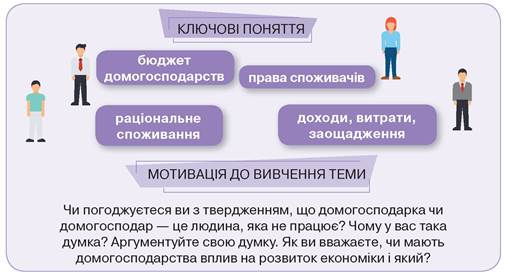 КЛЮЧОВІ ПОНЯТТЯ
бюджет
домогосподарств
права споживачів
раціональне
споживання
доходи, витрати,
заощадження
МОТИВАЦІЯ ДО ВИВЧЕННЯ ТЕМИ
Чи погоджуєтеся ви з твердженням, що домогосподарка чи
домогосподар — це людина, яка не працює? Чому у вас така
думка? Аргументуйте свою думку. Як ви вважаєте, чи мають
домогосподарства вплив на розвиток економіки і який?